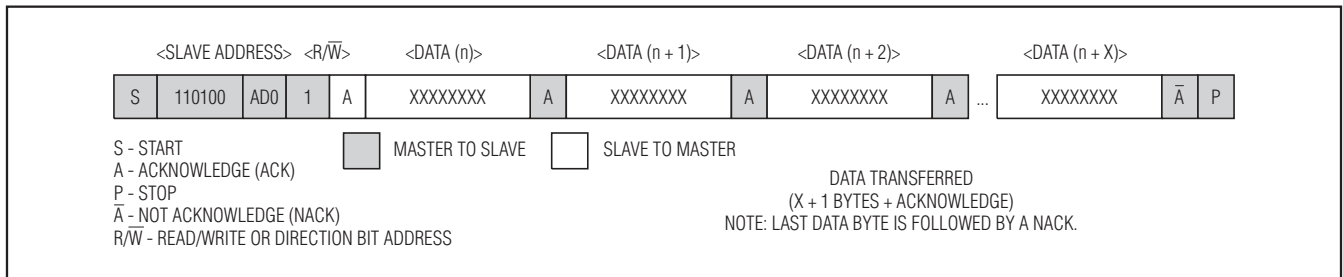 <SLAVE ADDRESS> <R/W̅> <DATA (n)> <DATA (n + 1)> <DATA (n + 2)> <DATA (n + X)>
S 110100 AD0 1 A XXXXXXXX A XXXXXXXX A XXXXXXXX A ... XXXXXXXX A̅ P
S - START
A - ACKNOWLEDGE (ACK)
P - STOP
A̅ - NOT ACKNOWLEDGE (NACK)
R/W̅ - READ/WRITE OR DIRECTION BIT ADDRESS
MASTER TO SLAVE SLAVE TO MASTER
DATA TRANSFERRED
(X + 1 BYTES + ACKNOWLEDGE)
NOTE: LAST DATA BYTE IS FOLLOWED BY A NACK.